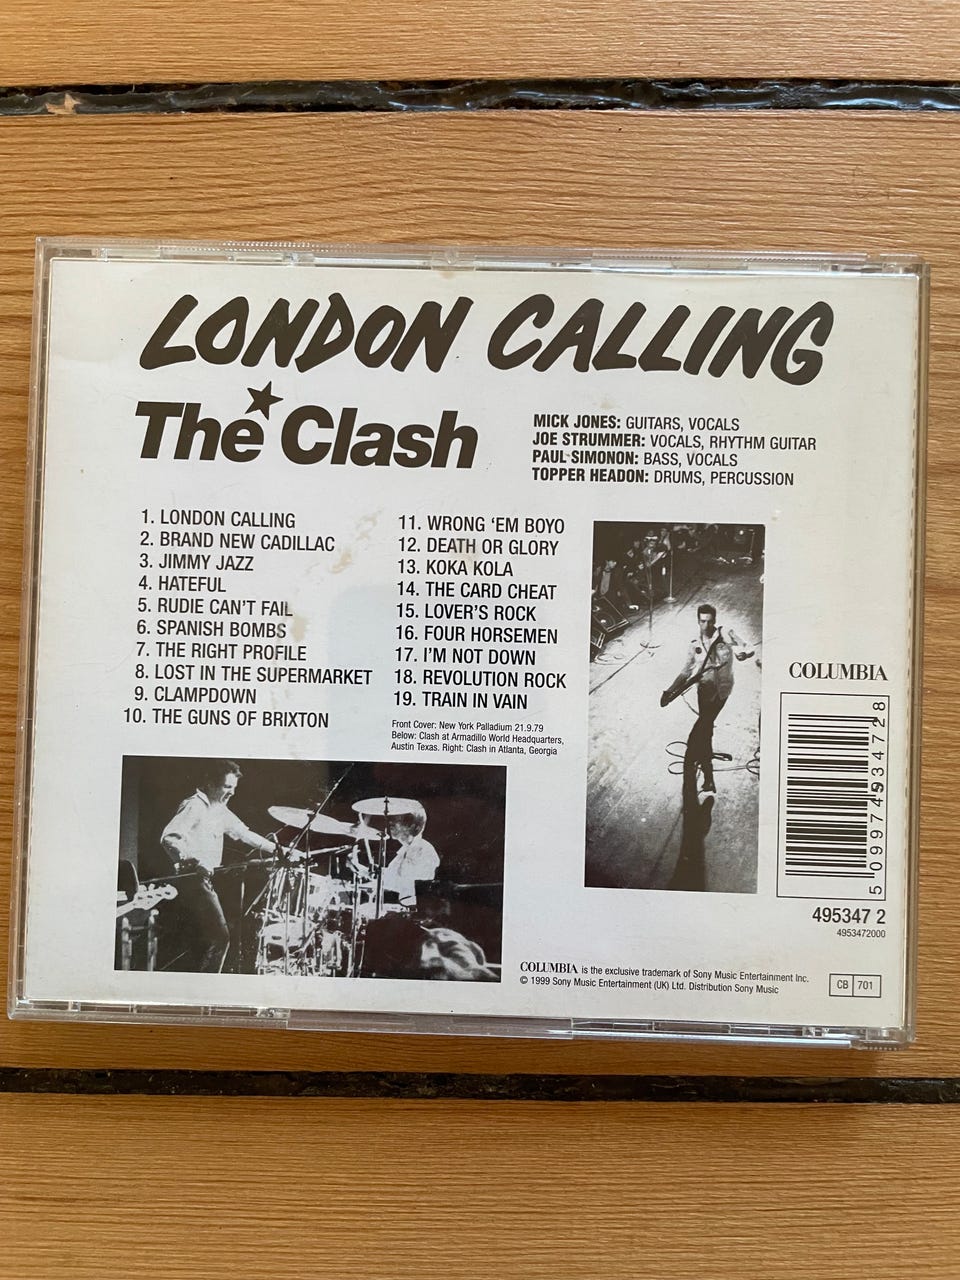 LONDON CALLING
The Clash
MICK JONES: GUITARS, VOCALS
JOE STRUMMER: VOCALS, RHYTHM GUITAR
PAUL SIMONON: BASS, VOCALS
TOPPER HEADON: DRUMS, PERCUSSION
1. LONDON CALLING
2. BRAND NEW CADILLAC
3. JIMMY JAZZ
4. HATEFUL
5. RUDIE CAN'T FAIL
6. SPANISH BOMBS
7. THE RIGHT PROFILE
8. LOST IN THE SUPERMARKET
9. CLAMPDOWN
10. THE GUNS OF BRIXTON
11. WRONG 'EM BOYO
12. DEATH OR GLORY
13. KOKA KOLA
14. THE CARD CHEAT
15. LOVER'S ROCK
16. FOUR HORSEMEN
17. I'M NOT DOWN
18. REVOLUTION ROCK
19. TRAIN IN VAIN
Front Cover: New York Palladium 21.9.79
Below: Clash at Armadillo World Headquarters,
Austin Texas. Right: Clash in Atlanta, Georgia
COLUMBIA
5 099749 534728
495347 2
4953472000
COLUMBIA is the exclusive trademark of Sony Music Entertainment Inc.
© 1999 Sony Music Entertainment (UK) Ltd. Distribution Sony Music
CB 701